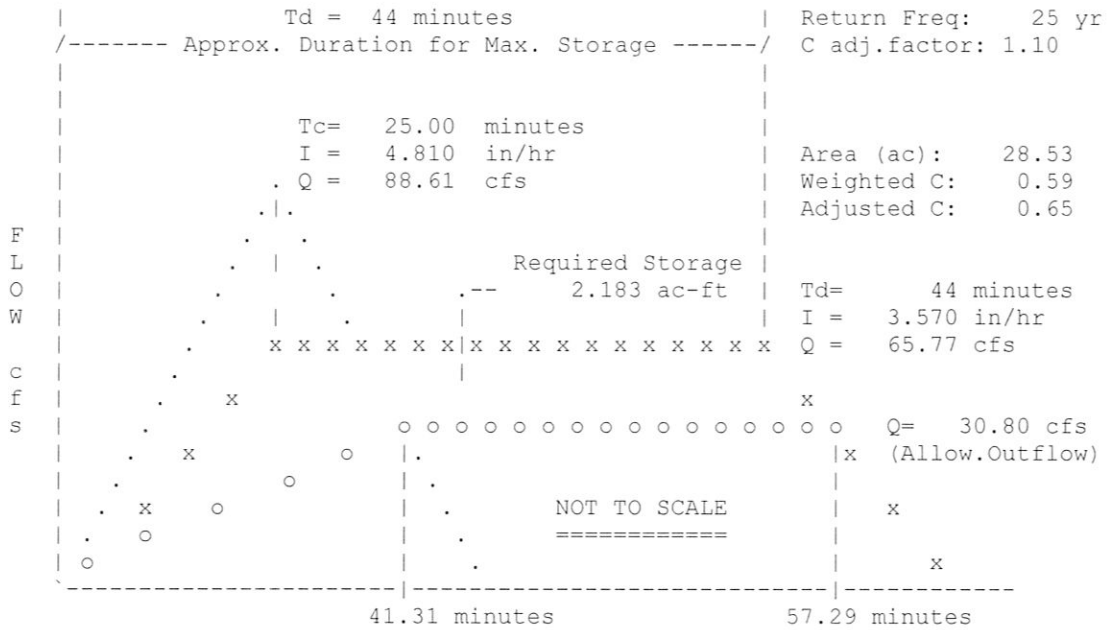 Td = 44 minutes Return Freq: 25 yr
/------- Approx. Duration for Max. Storage ------/ C adj.factor: 1.10
Tc= 25.00 minutes
I = 4.810 in/hr Area (ac): 28.53
Q = 88.61 cfs Weighted C: 0.59
Adjusted C: 0.65
FLOW cfs
Required Storage
2.183 ac-ft Td= 44 minutes
I = 3.570 in/hr
x x x x x x x x x x x x x x x x x x Q = 65.77 cfs
x x
o o o o o o o o o o o o o o o o Q= 30.80 cfs
x o x (Allow.Outflow)
o
x o NOT TO SCALE x
o ============
o x
41.31 minutes 57.29 minutes